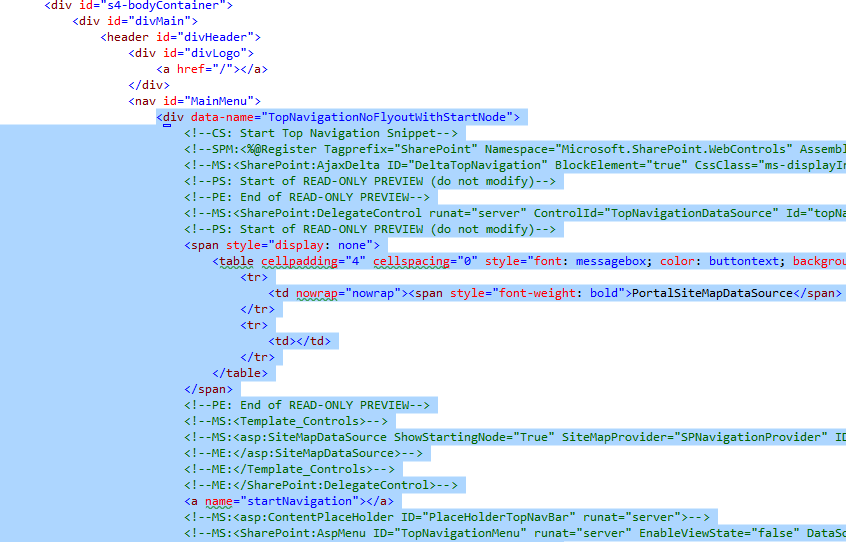 <div id="s4-bodyContainer">
<div id="divMain">
<header id="divHeader">
<div id="divLogo">
<a href="/"></a>
</div>
<nav id="MainMenu">
<div data-name="TopNavigationNoFlyoutWithStartNode">
<!--CS: Start Top Navigation Snippet-->
<!--SPM:<%@Register Tagprefix="SharePoint" Namespace="Microsoft.SharePoint.WebControls" Assembl
<!--MS:<SharePoint:AjaxDelta ID="DeltaTopNavigation" BlockElement="true" CssClass="ms-displayIn
<!--PS: Start of READ-ONLY PREVIEW (do not modify)-->
<!--PE: End of READ-ONLY PREVIEW-->
<!--MS:<SharePoint:DelegateControl runat="server" ControlId="TopNavigationDataSource" Id="topNa
<!--PS: Start of READ-ONLY PREVIEW (do not modify)-->
<span style="display: none">
<table cellpadding="4" cellspacing="0" style="font: messagebox; color: buttontext; backgrou
<tr>
<td nowrap="nowrap"><span style="font-weight: bold">PortalSiteMapDataSource</span>
</tr>
<tr>
<td></td>
</tr>
</table>
</span>
<!--PE: End of READ-ONLY PREVIEW-->
<!--MS:<Template_Controls>-->
<!--MS:<asp:SiteMapDataSource ShowStartingNode="True" SiteMapProvider="SPNavigationProvider" ID
<!--ME:</asp:SiteMapDataSource>-->
<!--ME:</Template_Controls>-->
<!--ME:</SharePoint:DelegateControl>-->
<a name="startNavigation"></a>
<!--MS:<asp:ContentPlaceHolder ID="PlaceHolderTopNavBar" runat="server">-->
<!--MS:<SharePoint:AspMenu ID="TopNavigationMenu" runat="server" EnableViewState="false" DataSo